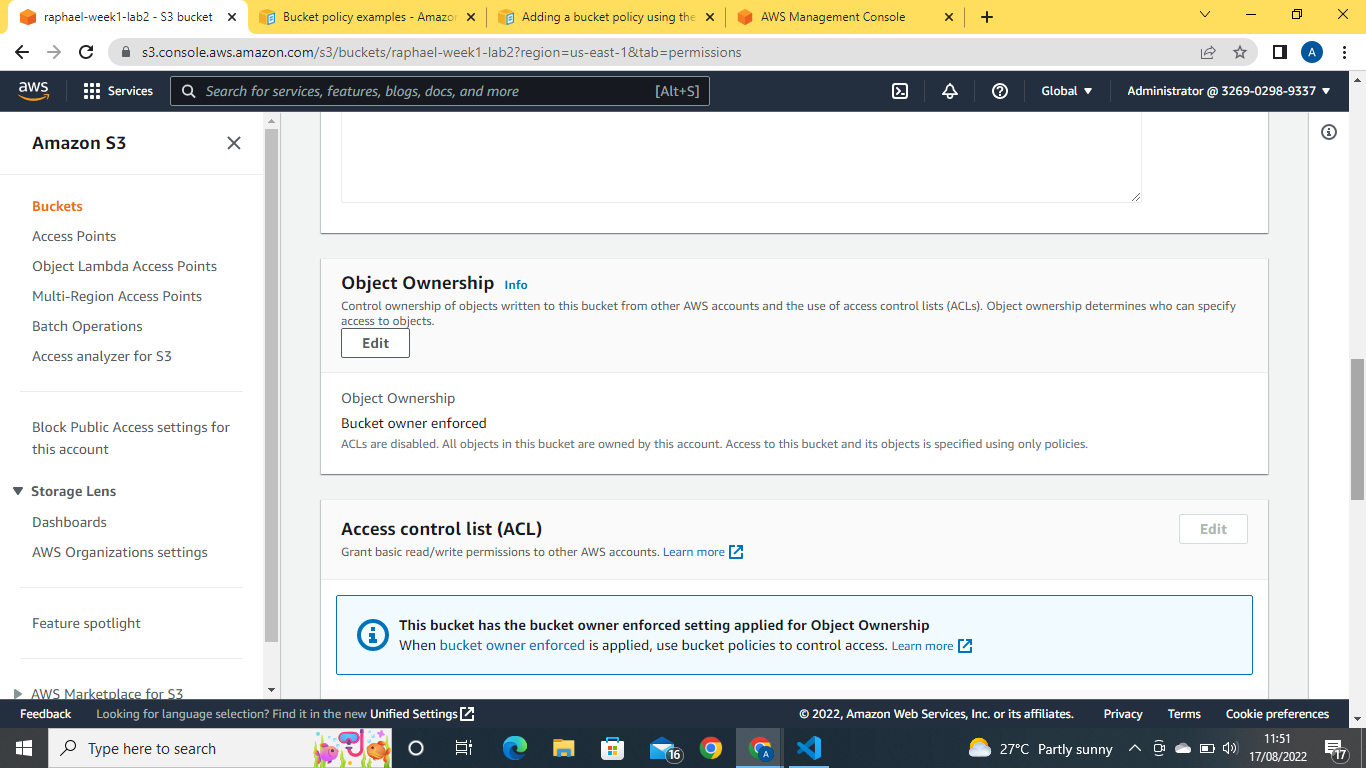 raphael-week1-lab2 - S3 bucket
Bucket policy examples - Amazon
Adding a bucket policy using the
AWS Management Console
s3.console.aws.amazon.com/s3/buckets/raphael-week1-lab2?region=us-east-1&tab=permissions
A
aws
Services
Search for services, features, blogs, docs, and more
[Alt+S]
Global
Administrator @ 3269-0298-9337
Amazon S3
Buckets
Access Points
Object Lambda Access Points
Multi-Region Access Points
Batch Operations
Access analyzer for S3
Block Public Access settings for
this account
Storage Lens
Dashboards
AWS Organizations settings
Feature spotlight
AWS Marketplace for S3
Object Ownership Info
Control ownership of objects written to this bucket from other AWS accounts and the use of access control lists (ACLs). Object ownership determines who can specify
access to objects.
Edit
Object Ownership
Bucket owner enforced
ACLs are disabled. All objects in this bucket are owned by this account. Access to this bucket and its objects is specified using only policies.
Access control list (ACL)
Edit
Grant basic read/write permissions to other AWS accounts. Learn more
This bucket has the bucket owner enforced setting applied for Object Ownership
When bucket owner enforced is applied, use bucket policies to control access. Learn more
Feedback
Looking for language selection? Find it in the new Unified Settings
© 2022, Amazon Web Services, Inc. or its affiliates.
Privacy
Terms
Cookie preferences
Type here to search
16
A
27°C Partly sunny
11:51
17/08/2022
17